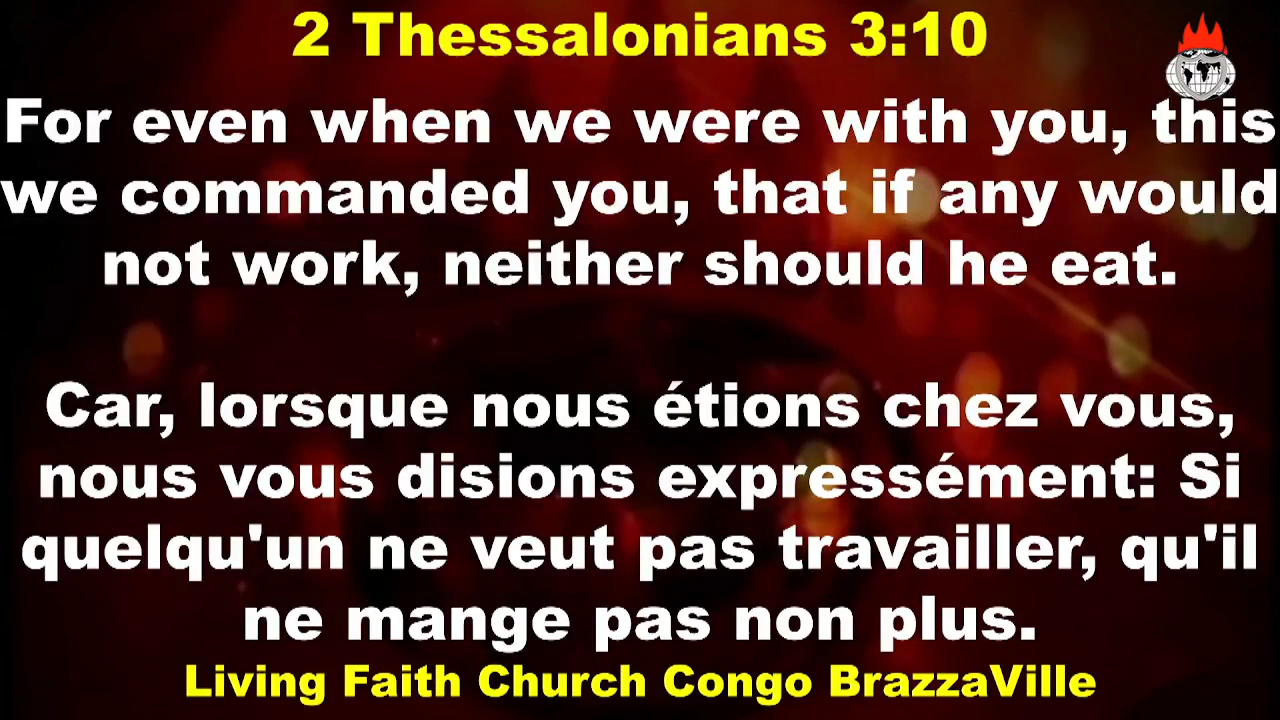 2 Thessalonians 3:10
For even when we were with you, this
we commanded you, that if any would
not work, neither should he eat.
Car, lorsque nous étions chez vous,
nous vous disions expressément: Si
quelqu'un ne veut pas travailler, qu'il
ne mange pas non plus.
Living Faith Church Congo BrazzaVille